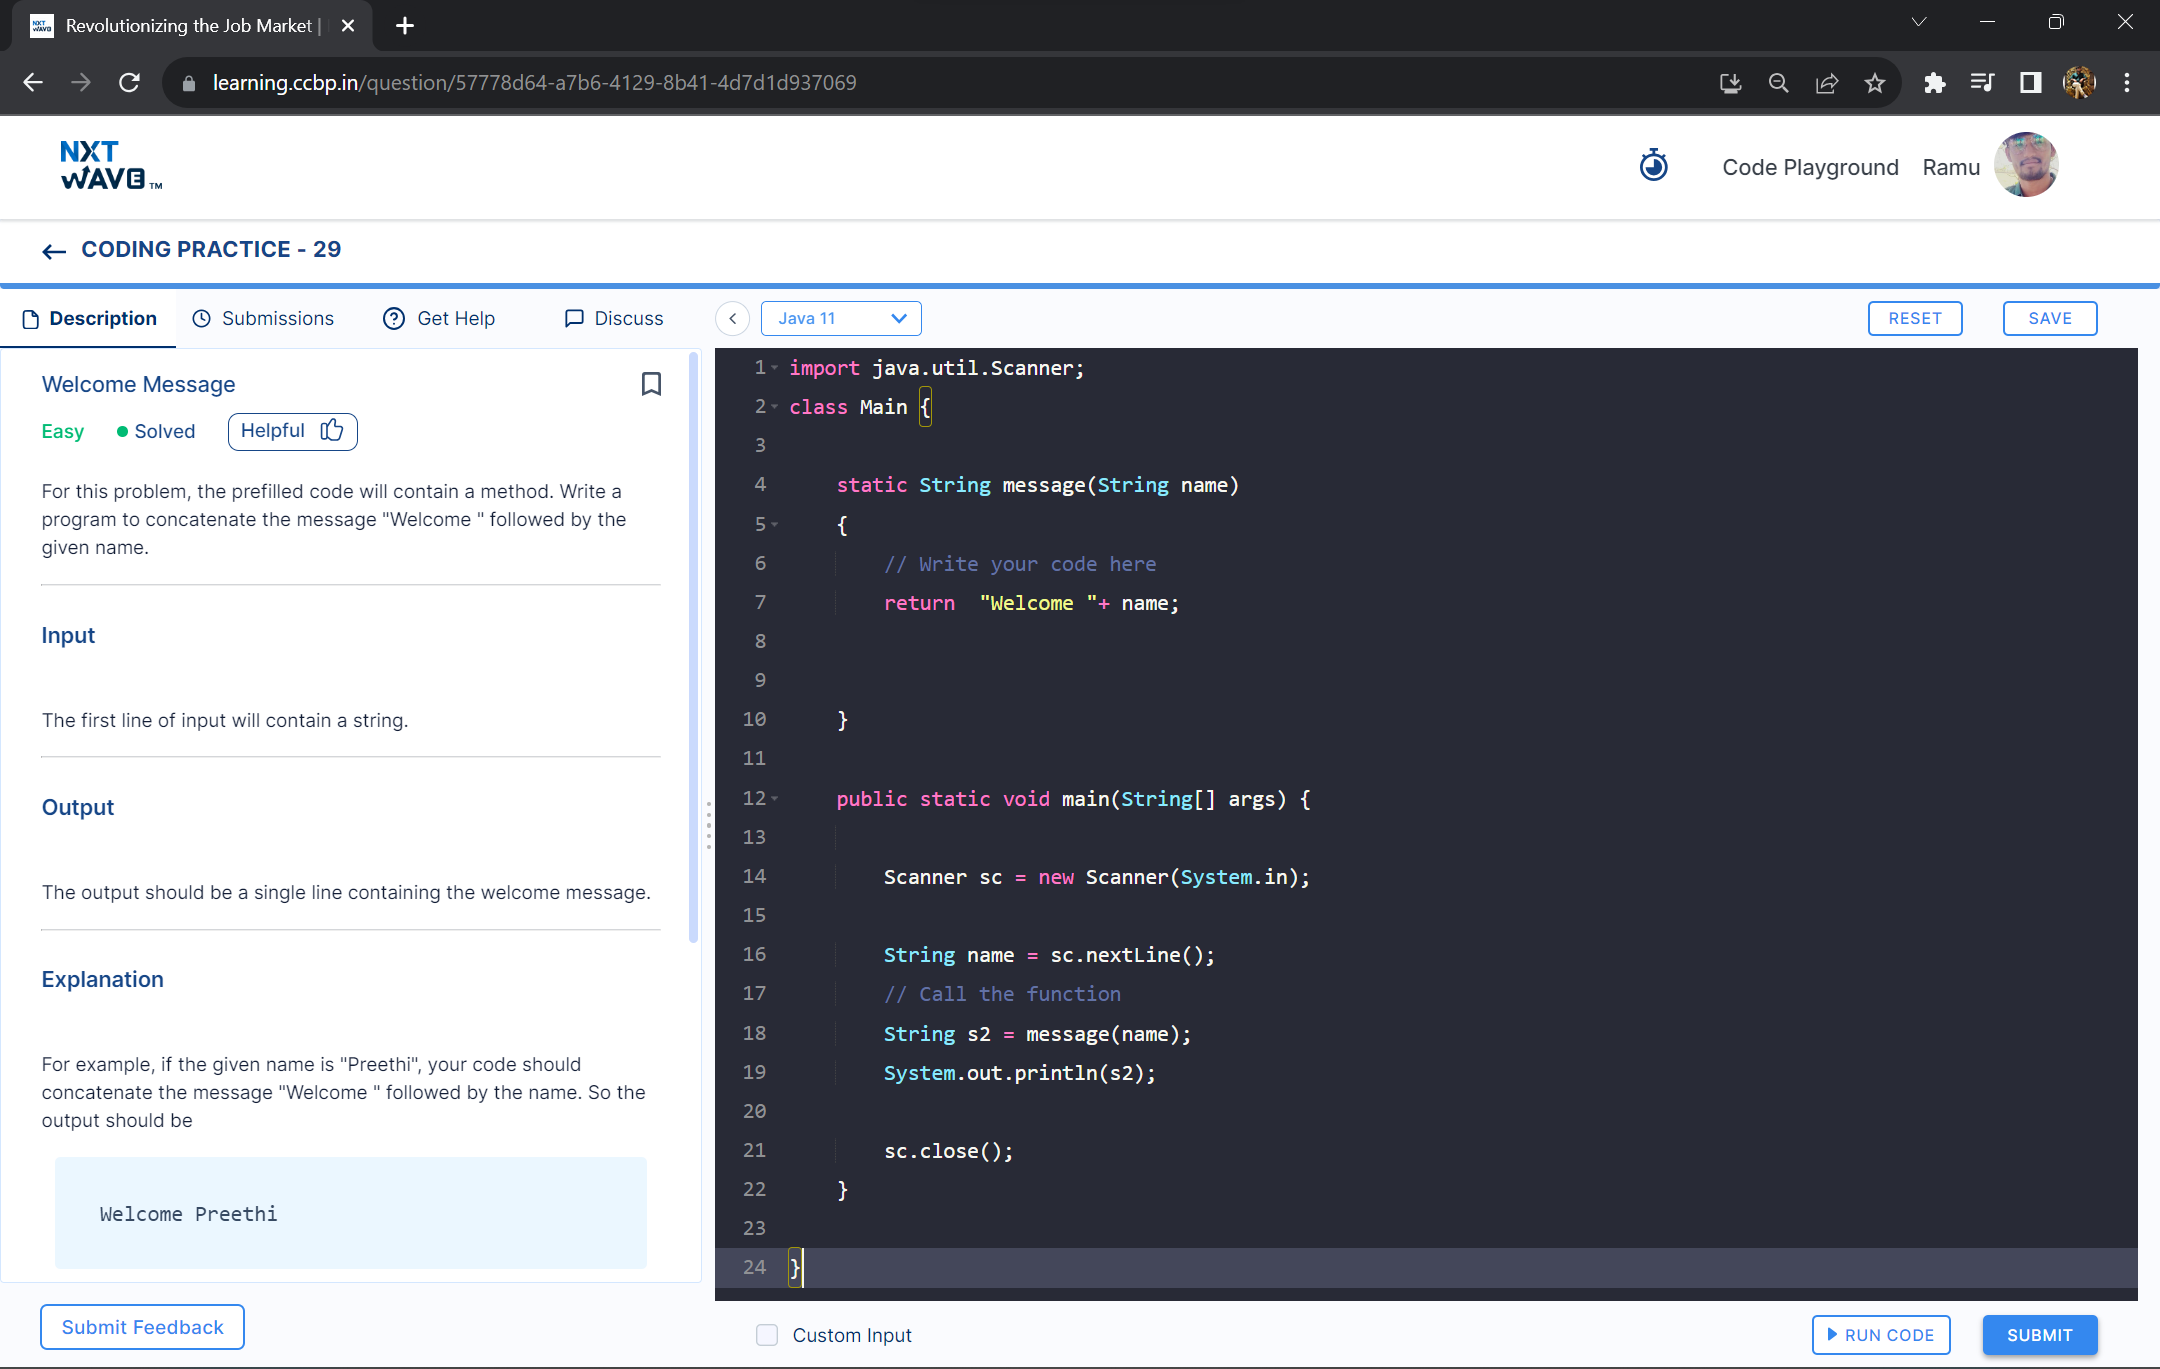 Revolutionizing the Job Market |
learning.ccbp.in/question/57778d64-a7b6-4129-8b41-4d7d1d937069
NXT
WAVE TM
Code Playground
Ramu
CODING PRACTICE - 29
Description
Submissions
Get Help
Discuss
Java 11
RESET
SAVE
Welcome Message
Easy
Solved
Helpful
For this problem, the prefilled code will contain a method. Write a
program to concatenate the message "Welcome " followed by the
given name.
Input
The first line of input will contain a string.
Output
The output should be a single line containing the welcome message.
Explanation
For example, if the given name is "Preethi", your code should
concatenate the message "Welcome " followed by the name. So the
output should be
Welcome Preethi
Submit Feedback
1 import java.util.Scanner;
2 class Main {
3
4     static String message(String name)
5     {
6         // Write your code here
7         return  "Welcome "+ name;
8
9
10     }
11
12     public static void main(String[] args) {
13
14         Scanner sc = new Scanner(System.in);
15
16         String name = sc.nextLine();
17         // Call the function
18         String s2 = message(name);
19         System.out.println(s2);
20
21         sc.close();
22     }
23
24 }
Custom Input
RUN CODE
SUBMIT